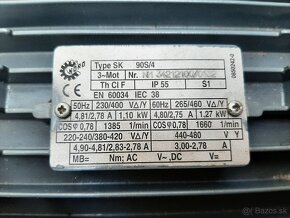 Type SK 90S/4
3~Mot Nr.
Th Cl F IP 55 S1
EN 60034 IEC 38
50Hz 230/400 V∆/Y 60Hz 265/460 V∆/Y
4,81/2,78 A 1,10 kW 4,80/2,75 A 1,27 kW
COSφ 0,78 1385 1/min COSφ 0,78 1660 1/min
220-240/380-420 V∆/Y 440-480 V Y
4,90-4,81/2,83-2,78 A 3,00-2,78 A
MB= Nm; AC V~,DC V=